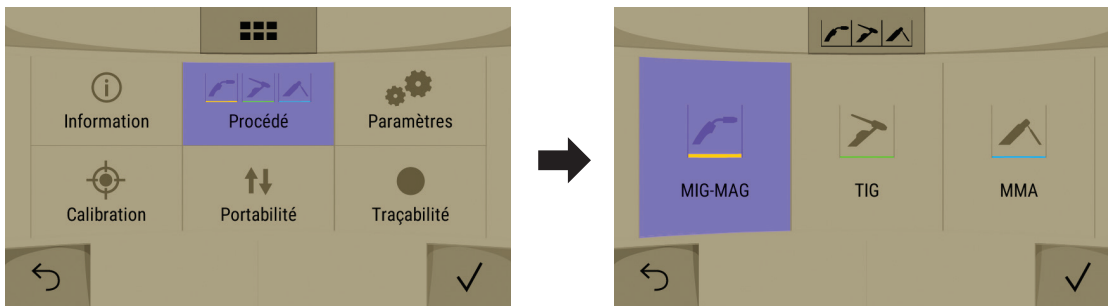 Information
Procédé
Paramètres
Calibration
Portabilité
Traçabilité
MIG-MAG
TIG
MMA